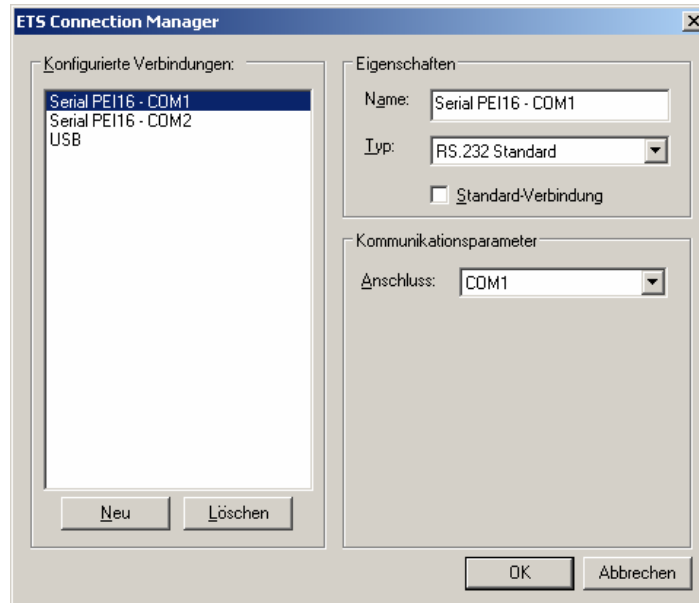 ETS Connection Manager
Konfigurierte Verbindungen:
Serial PEI16 - COM1
Serial PEI16 - COM2
USB
Neu
Löschen
Eigenschaften
Name:
Serial PEI16 - COM1
Typ:
RS.232 Standard
Standard-Verbindung
Kommunikationsparameter
Anschluss:
COM1
OK
Abbrechen